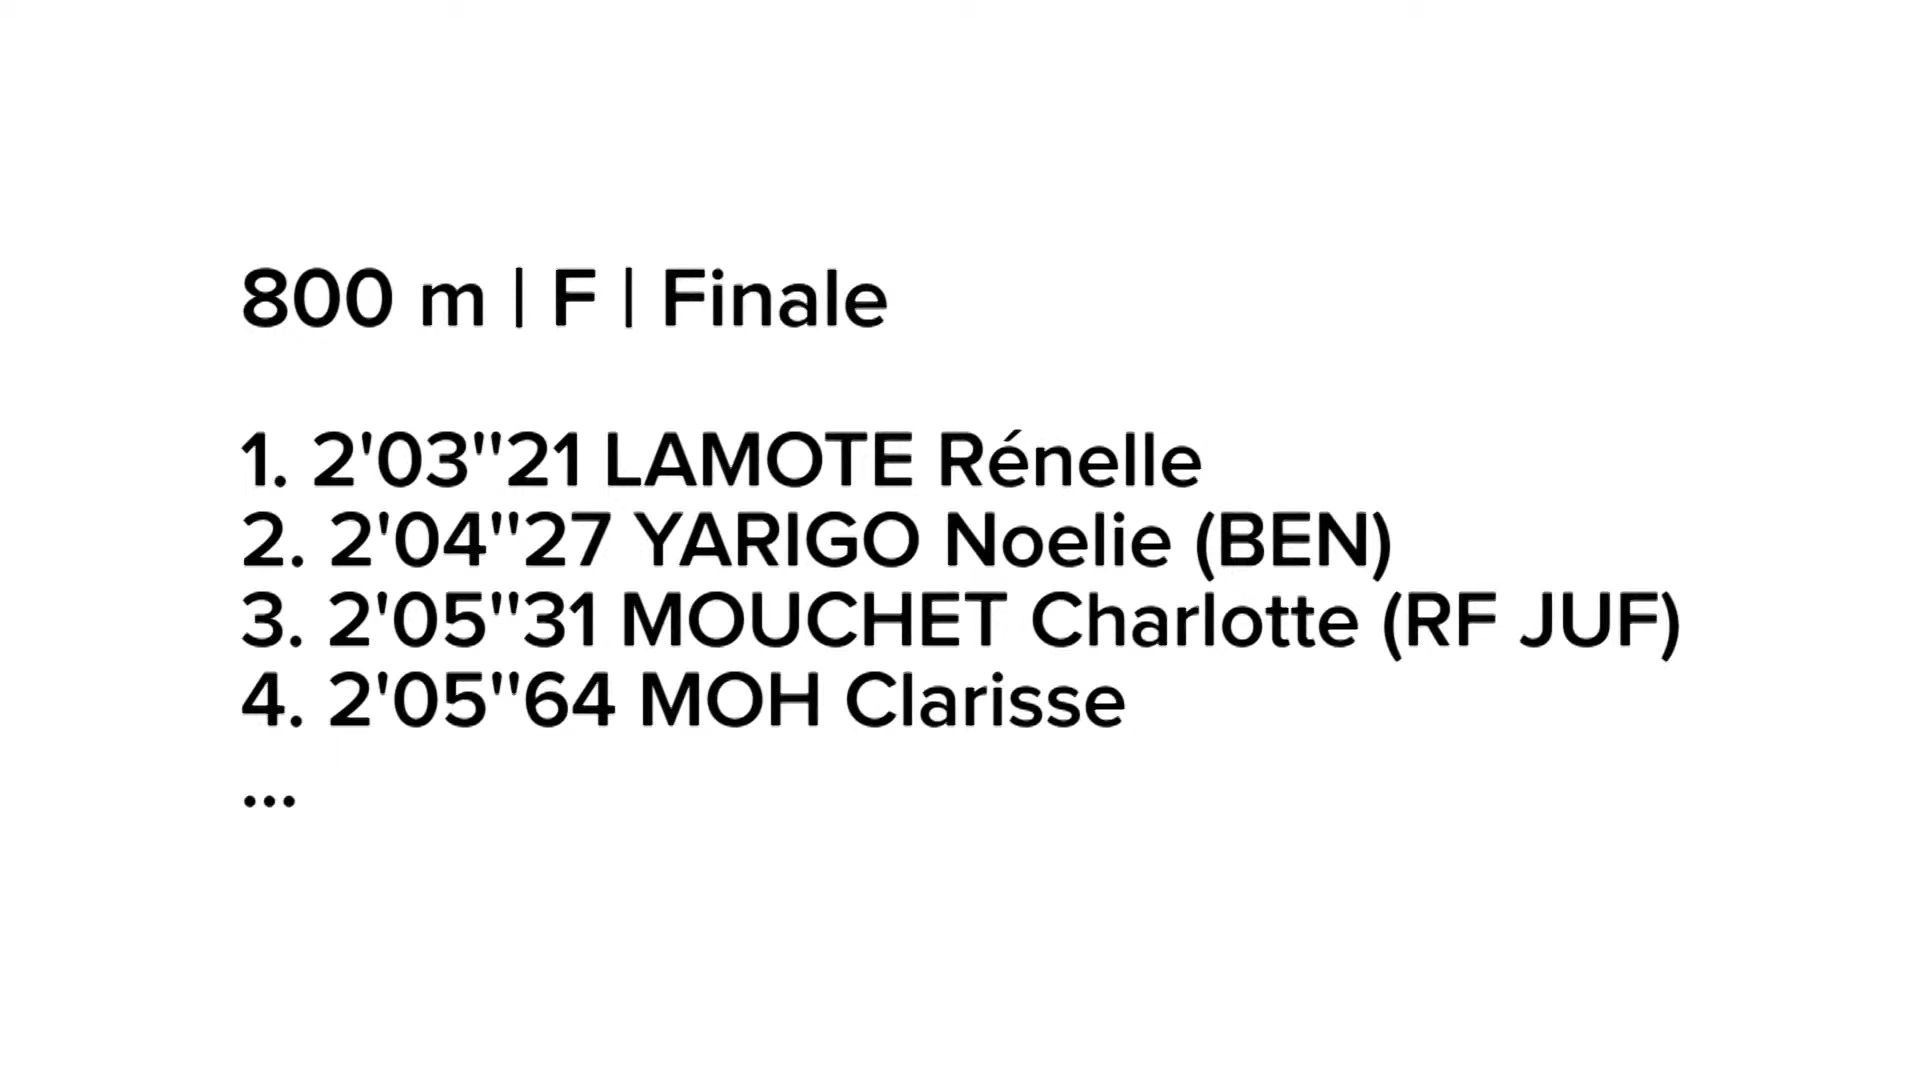 800 m | F | Finale
1. 2'03''21 LAMOTE Rénelle
2. 2'04''27 YARIGO Noelie (BEN)
3. 2'05''31 MOUCHET Charlotte (RF JUF)
4. 2'05''64 MOH Clarisse
...